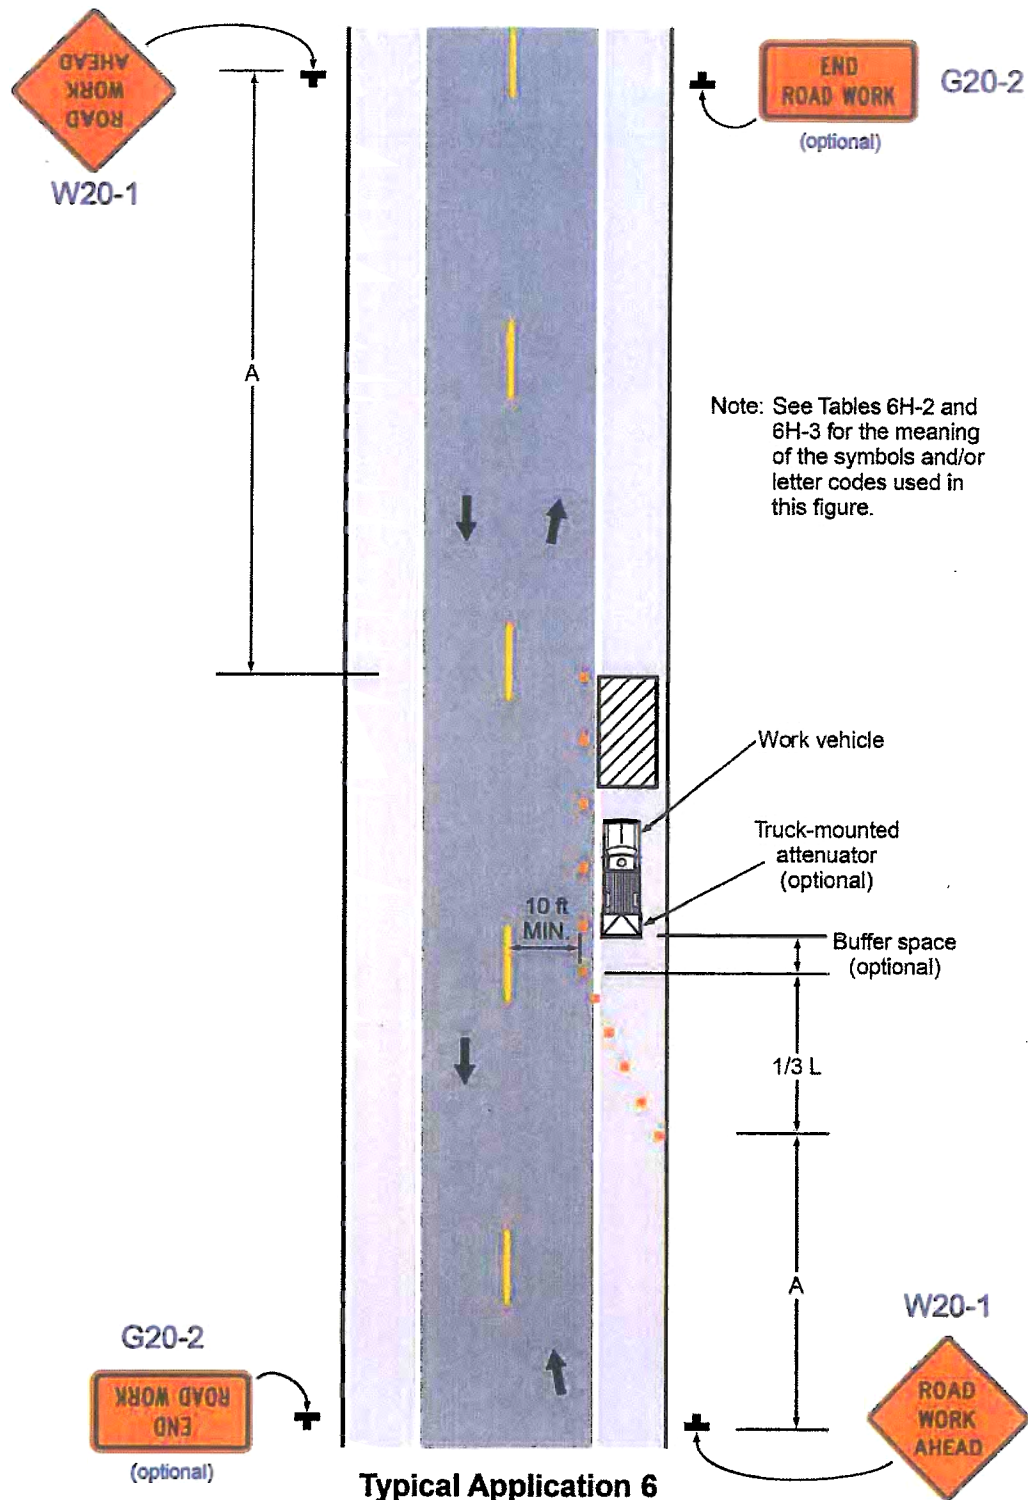 ROAD
WORK
AHEAD
W20-1
END
ROAD WORK
(optional)
G20-2
A
Note: See Tables 6H-2 and
6H-3 for the meaning
of the symbols and/or
letter codes used in
this figure.
Work vehicle
Truck-mounted
attenuator
(optional)
10 ft
MIN.
Buffer space
(optional)
1/3 L
A
W20-1
ROAD
WORK
AHEAD
G20-2
END
ROAD WORK
(optional)
Typical Application 6